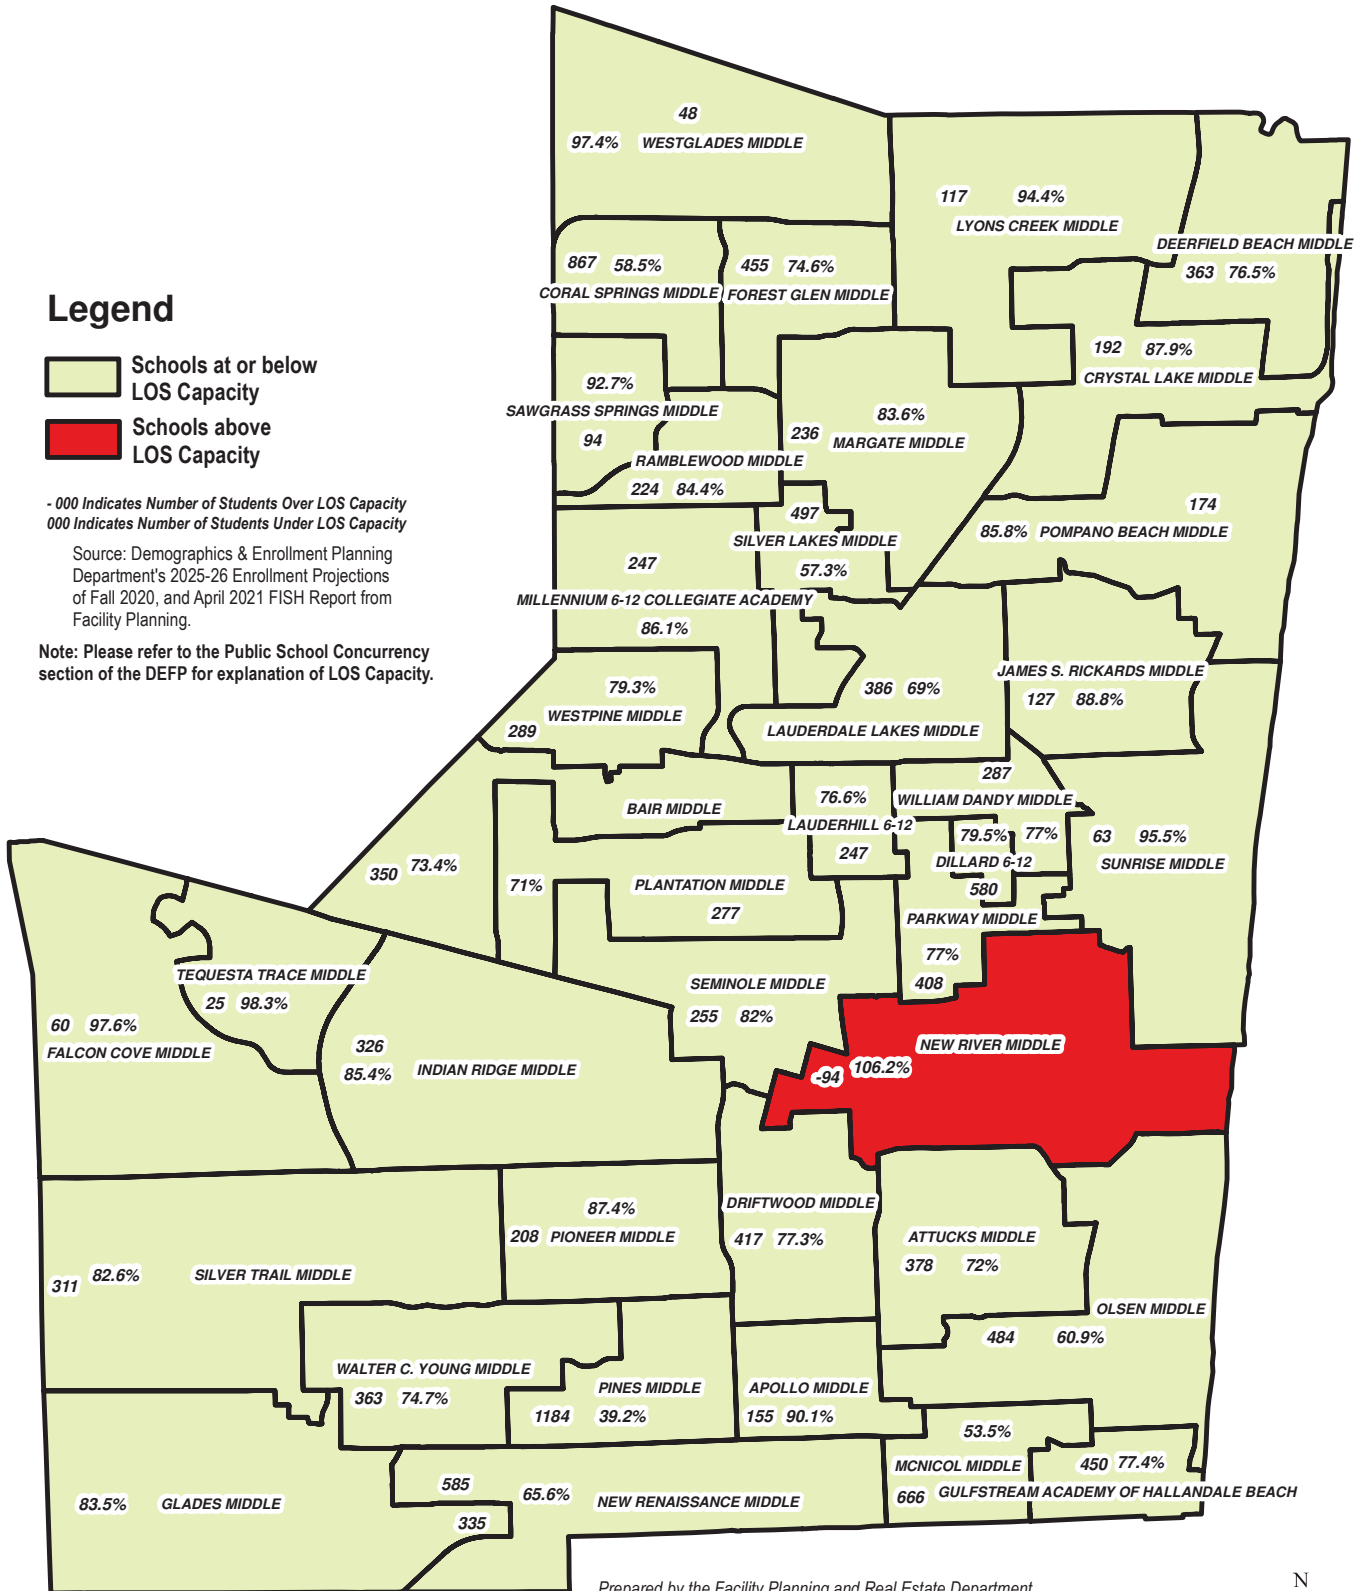 48
97.4% WESTGLADES MIDDLE
117 94.4%
LYONS CREEK MIDDLE
DEERFIELD BEACH MIDDLE
363 76.5%
867 58.5%
CORAL SPRINGS MIDDLE
455 74.6%
FOREST GLEN MIDDLE
Legend
Schools at or below
LOS Capacity
Schools above
LOS Capacity
- 000 Indicates Number of Students Over LOS Capacity
000 Indicates Number of Students Under LOS Capacity
Source: Demographics & Enrollment Planning
Department's 2025-26 Enrollment Projections
of Fall 2020, and April 2021 FISH Report from
Facility Planning.
Note: Please refer to the Public School Concurrency
section of the DEFP for explanation of LOS Capacity.
192 87.9%
CRYSTAL LAKE MIDDLE
92.7%
SAWGRASS SPRINGS MIDDLE
94
83.6%
236
MARGATE MIDDLE
RAMBLEWOOD MIDDLE
224 84.4%
174
85.8% POMPANO BEACH MIDDLE
497
SILVER LAKES MIDDLE
57.3%
247
MILLENNIUM 6-12 COLLEGIATE ACADEMY
86.1%
JAMES S. RICKARDS MIDDLE
127 88.8%
79.3%
WESTPINE MIDDLE
289
386 69%
LAUDERDALE LAKES MIDDLE
287
WILLIAM DANDY MIDDLE
77%
BAIR MIDDLE
76.6%
LAUDERHILL 6-12
247
79.5%
DILLARD 6-12
580
63 95.5%
SUNRISE MIDDLE
350 73.4%
71%
PLANTATION MIDDLE
277
PARKWAY MIDDLE
77%
408
TEQUESTA TRACE MIDDLE
25 98.3%
SEMINOLE MIDDLE
255 82%
60 97.6%
FALCON COVE MIDDLE
326
85.4%
INDIAN RIDGE MIDDLE
NEW RIVER MIDDLE
-94 106.2%
87.4%
208 PIONEER MIDDLE
DRIFTWOOD MIDDLE
417 77.3%
ATTUCKS MIDDLE
378 72%
311 82.6% SILVER TRAIL MIDDLE
OLSEN MIDDLE
484 60.9%
WALTER C. YOUNG MIDDLE
363 74.7%
PINES MIDDLE
1184 39.2%
APOLLO MIDDLE
155 90.1%
53.5%
MCNICOL MIDDLE
666
450 77.4%
GULFSTREAM ACADEMY OF HALLANDALE BEACH
83.5% GLADES MIDDLE
335
585
65.6%
NEW RENAISSANCE MIDDLE
Prepared by the Facility Planning and Real Estate Department
N